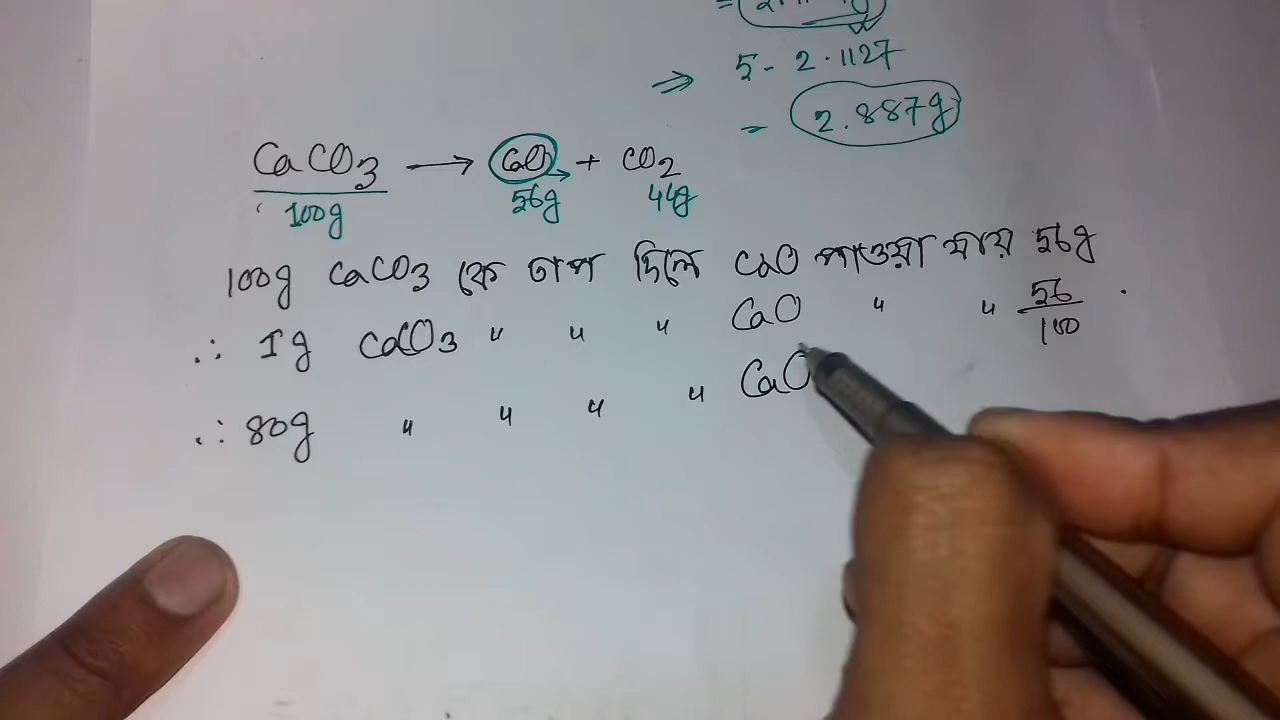 ⇒ 5 - 2.1127
= 2.887g
CaCO3 → CaO + CO2
100g 56g 44g
100g CaCO3 কে তাপ দিলে CaO পাওয়া যায় 56g
∴ 1g CaCO3 " " " CaO " " 56/100 .
∴ 80g " " " " CaO